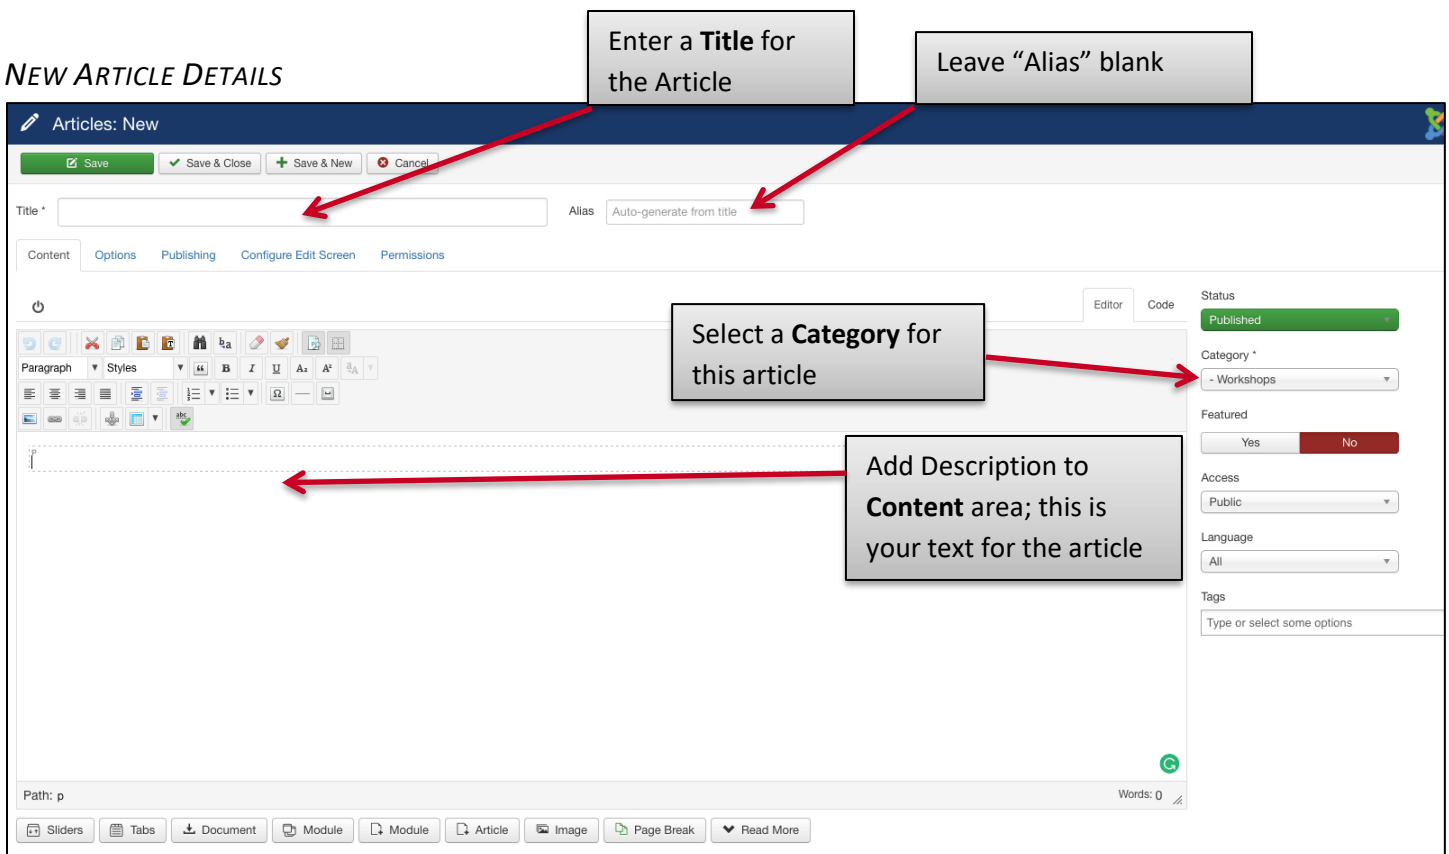 Enter a Title for
the Article
Leave “Alias” blank
NEW ARTICLE DETAILS
Articles: New
Save
Save & Close
Save & New
Cancel
Title *
Alias
Auto-generate from title
Content
Options
Publishing
Configure Edit Screen
Permissions
Editor
Code
Select a Category for
this article
Paragraph
Styles
Add Description to
Content area; this is
your text for the article
Status
Published
Category *
- Workshops
Featured
Yes
No
Access
Public
Language
All
Tags
Type or select some options
Path: p
Words: 0
Sliders
Tabs
Document
Module
Module
Article
Image
Page Break
Read More